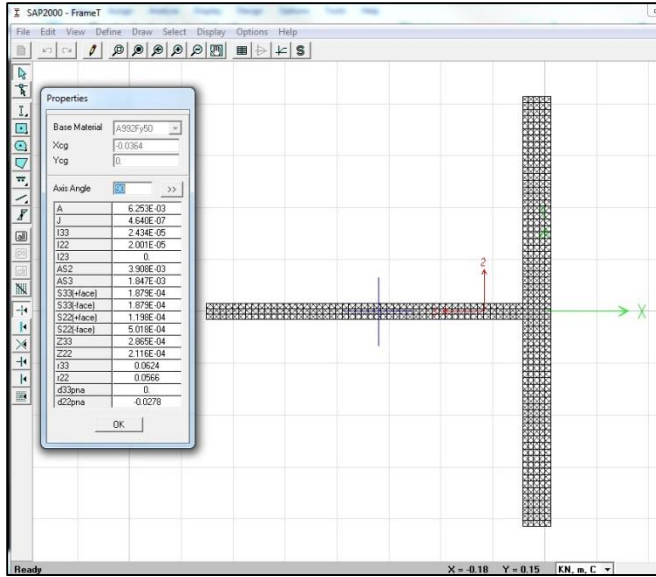 SAP2000 - FrameT
File Edit View Define Draw Select Display Options Help
Properties
Base Material A992Fy50
Xcg -0.0364
Ycg 0.
Axis Angle 90 >>
A 6.253E-03
J 4.640E-07
I33 2.434E-05
I22 2.001E-05
I23 0.
AS2 3.908E-03
AS3 1.847E-03
S33(+face) 1.879E-04
S33(-face) 1.879E-04
S22(+face) 1.198E-04
S22(-face) 5.018E-04
Z33 2.865E-04
Z22 2.116E-04
r33 0.0624
r22 0.0566
d33pna 0.
d22pna -0.0278
OK
2
X
Ready X = -0.18 Y = 0.15 KN, m, C